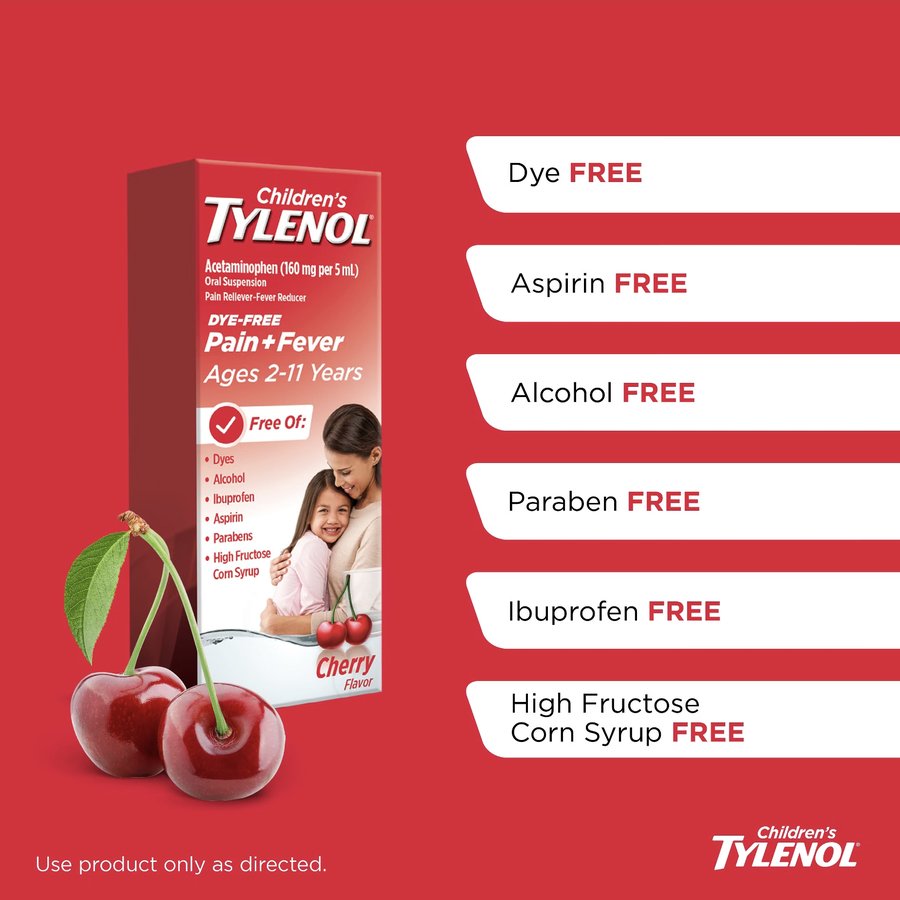 Children's
TYLENOL®
Acetaminophen (160 mg per 5 mL)
Oral Suspension
Pain Reliever-Fever Reducer
DYE-FREE
Pain+Fever
Ages 2-11 Years
Free Of:
• Dyes
• Alcohol
• Ibuprofen
• Aspirin
• Parabens
• High Fructose
Corn Syrup
Cherry
Flavor
Dye FREE
Aspirin FREE
Alcohol FREE
Paraben FREE
Ibuprofen FREE
High Fructose
Corn Syrup FREE
Use product only as directed.
Children's
TYLENOL®